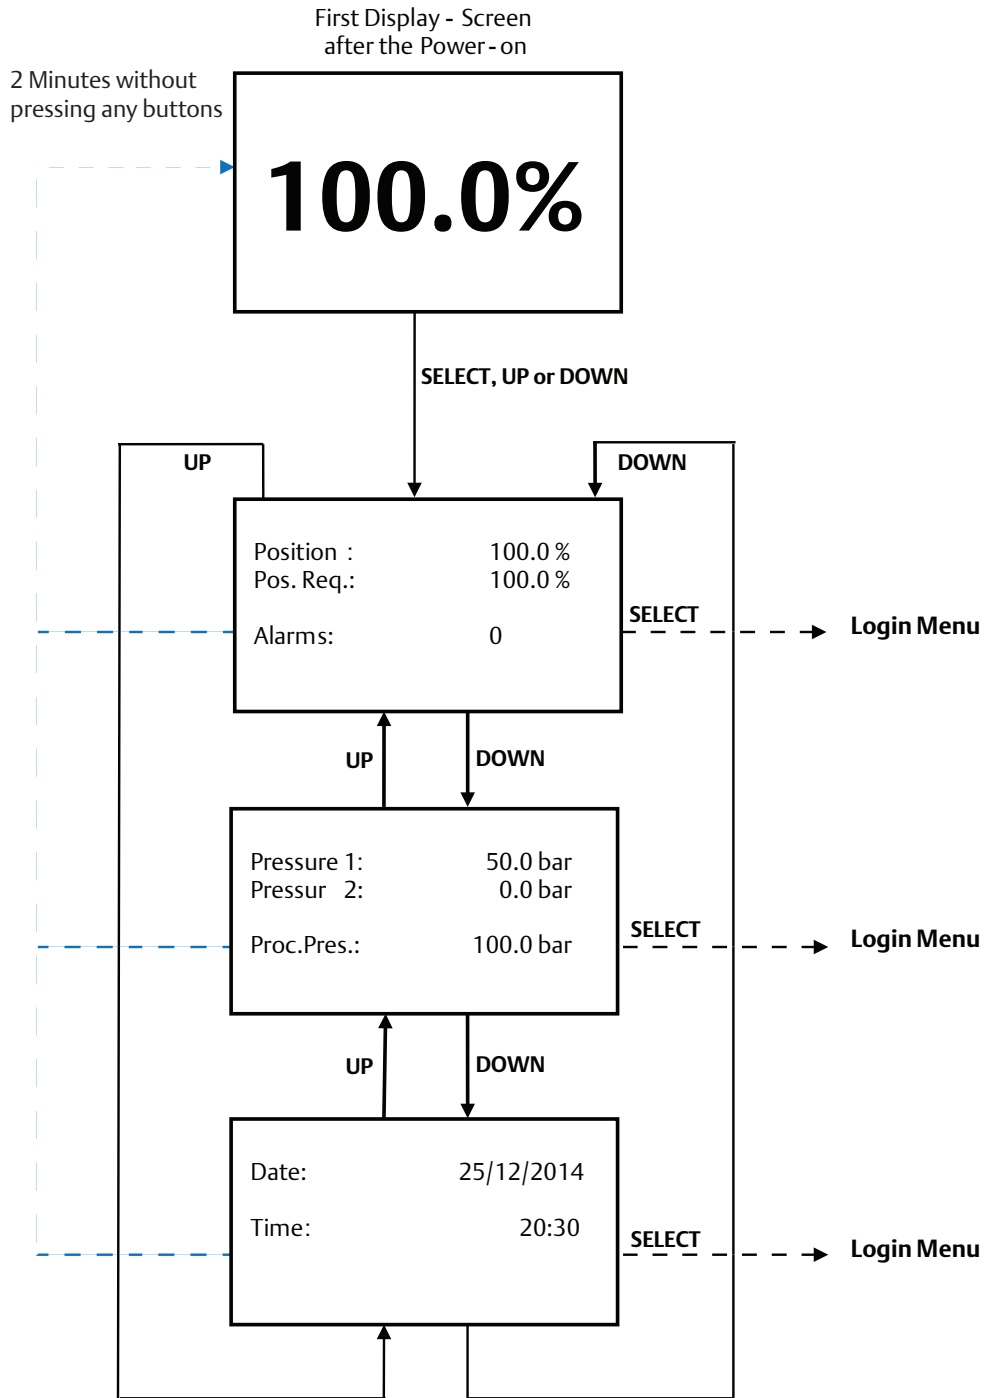 First Display - Screen
after the Power - on
2 Minutes without
pressing any buttons
100.0%
SELECT, UP or DOWN
UP
DOWN
Position : 100.0 %
Pos. Req.: 100.0 %
Alarms: 0
SELECT
Login Menu
UP
DOWN
Pressure 1: 50.0 bar
Pressur 2: 0.0 bar
Proc.Pres.: 100.0 bar
SELECT
Login Menu
UP
DOWN
Date: 25/12/2014
Time: 20:30
SELECT
Login Menu